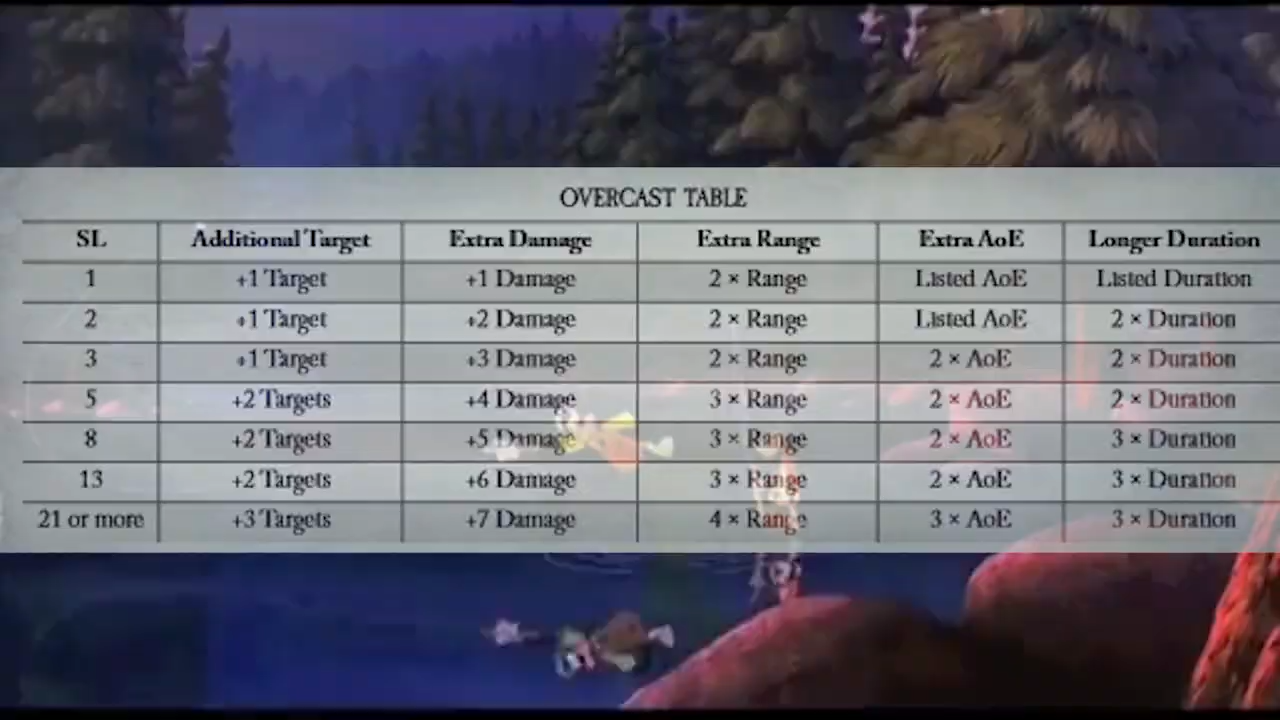 OVERCAST TABLE
SL Additional Target Extra Damage Extra Range Extra AoE Longer Duration
1 +1 Target +1 Damage 2 × Range Listed AoE Listed Duration
2 +1 Target +2 Damage 2 × Range Listed AoE 2 × Duration
3 +1 Target +3 Damage 2 × Range 2 × AoE 2 × Duration
5 +2 Targets +4 Damage 3 × Range 2 × AoE 2 × Duration
8 +2 Targets +5 Damage 3 × Range 2 × AoE 3 × Duration
13 +2 Targets +6 Damage 3 × Range 2 × AoE 3 × Duration
21 or more +3 Targets +7 Damage 4 × Range 3 × AoE 3 × Duration